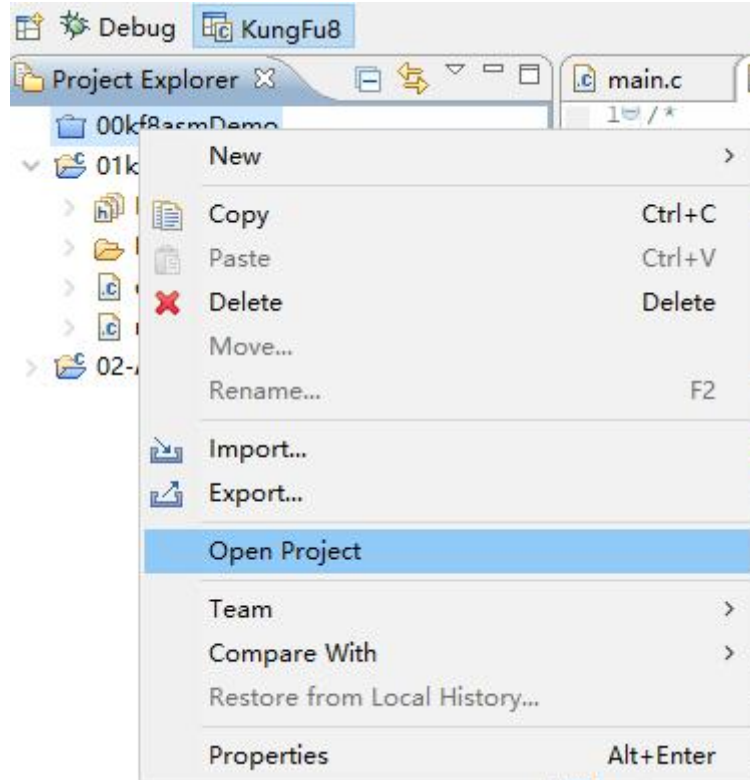 Debug KungFu8
Project Explorer main.c
00kf8asmDemo 1 /*
01k
02-
New
Copy Ctrl+C
Paste Ctrl+V
Delete Delete
Move...
Rename... F2
Import...
Export...
Open Project
Team
Compare With
Restore from Local History...
Properties Alt+Enter